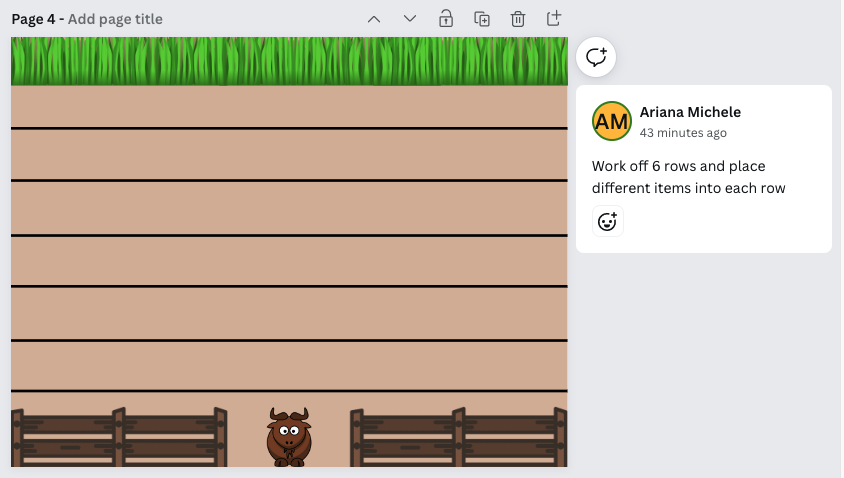 Page 4 - Add page title
AM
Ariana Michele
43 minutes ago
Work off 6 rows and place
different items into each row